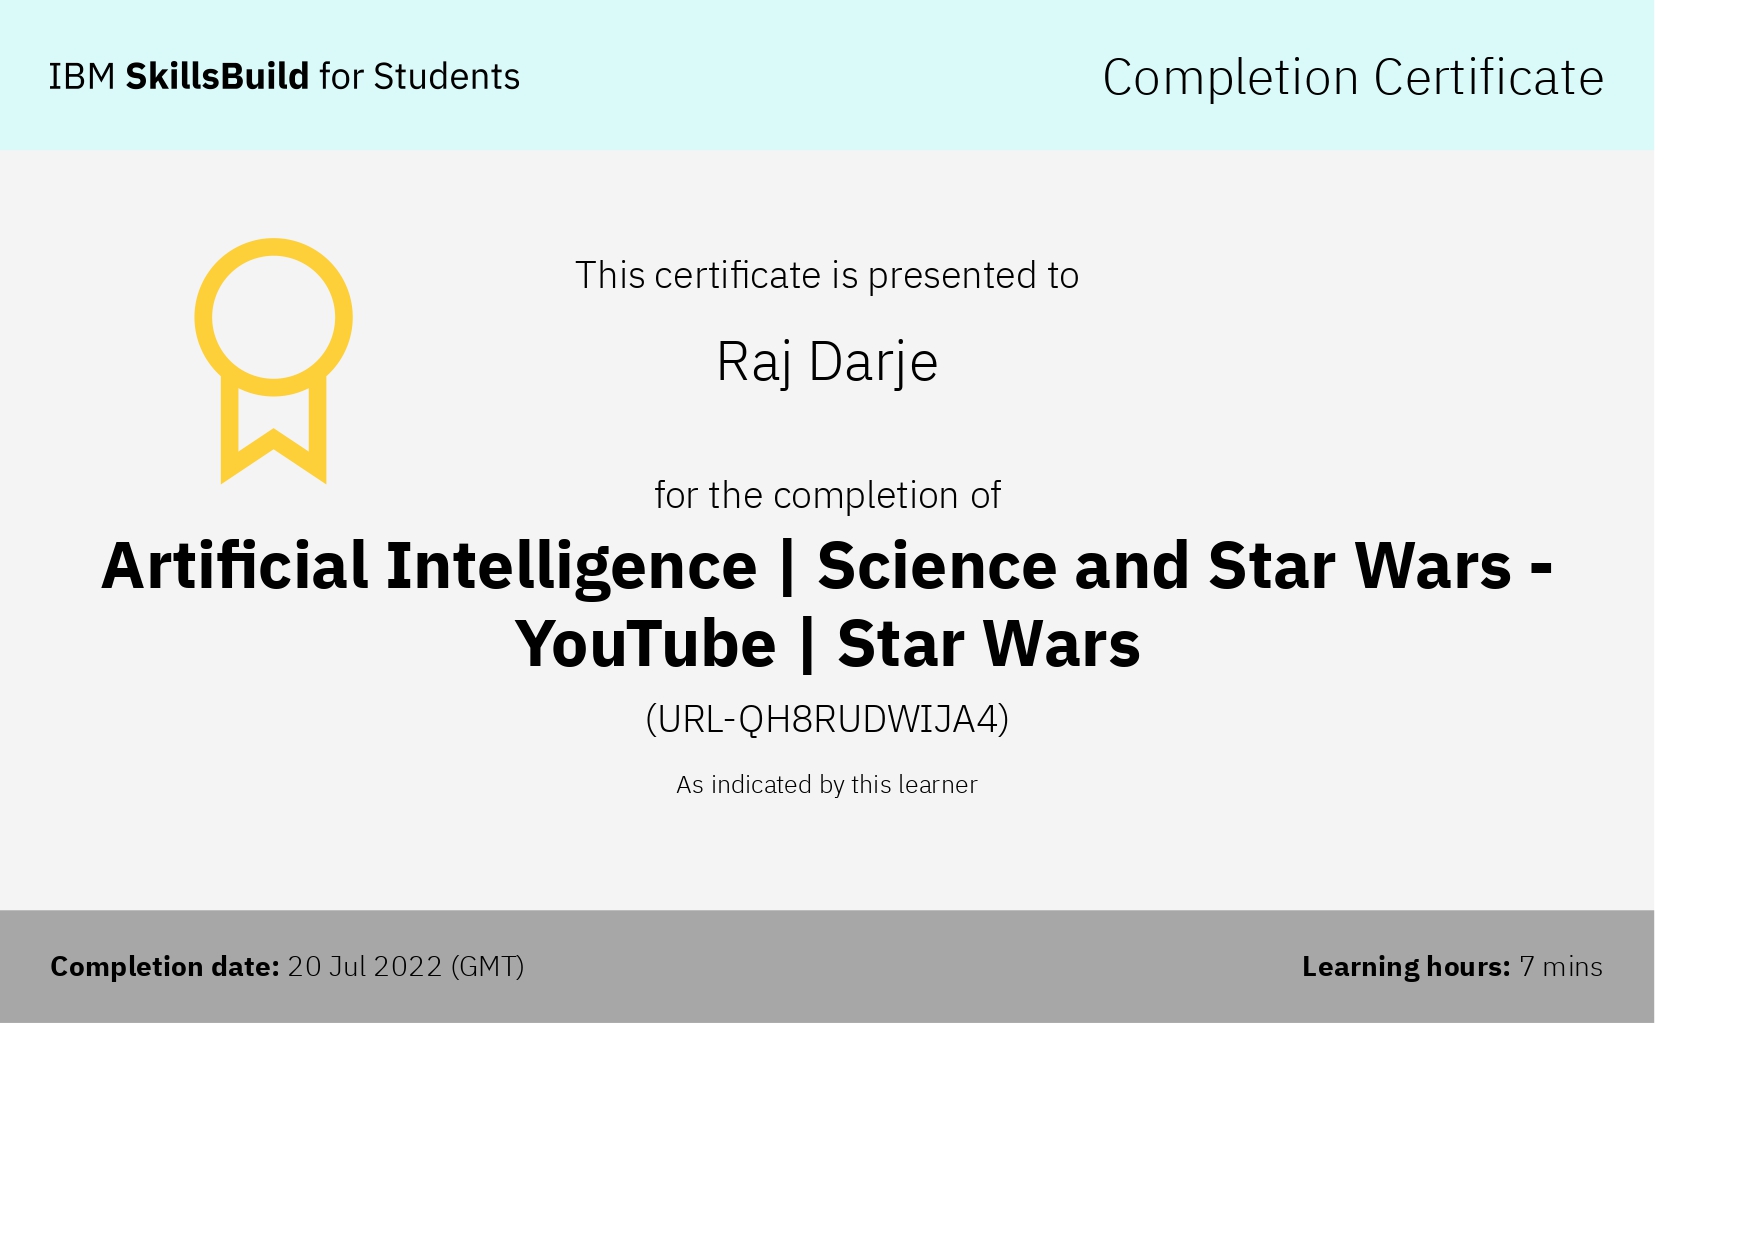 IBM SkillsBuild for Students
Completion Certificate
This certificate is presented to
Raj Darje
for the completion of
Artificial Intelligence | Science and Star Wars -
YouTube | Star Wars
(URL-QH8RUDWIJA4)
As indicated by this learner
Completion date: 20 Jul 2022 (GMT)
Learning hours: 7 mins